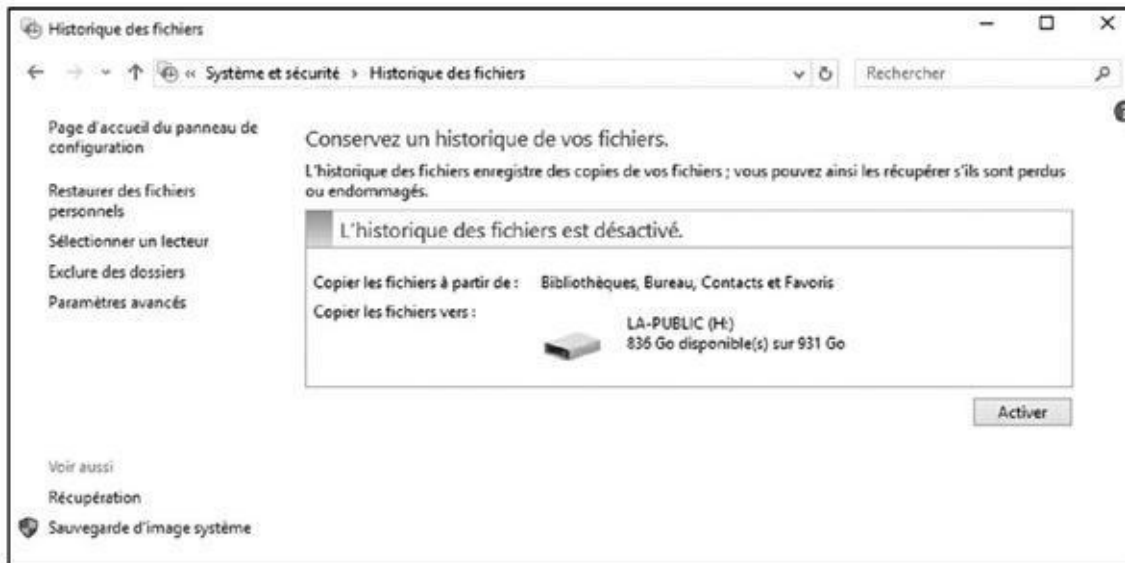 Historique des fichiers
« Système et sécurité › Historique des fichiers
Rechercher
Page d'accueil du panneau de
configuration
Restaurer des fichiers
personnels
Sélectionner un lecteur
Exclure des dossiers
Paramètres avancés
Voir aussi
Récupération
Sauvegarde d'image système
Conservez un historique de vos fichiers.
L'historique des fichiers enregistre des copies de vos fichiers ; vous pouvez ainsi les récupérer s'ils sont perdus
ou endommagés.
L'historique des fichiers est désactivé.
Copier les fichiers à partir de : Bibliothèques, Bureau, Contacts et Favoris
Copier les fichiers vers :
LA-PUBLIC (H:)
836 Go disponible(s) sur 931 Go
Activer